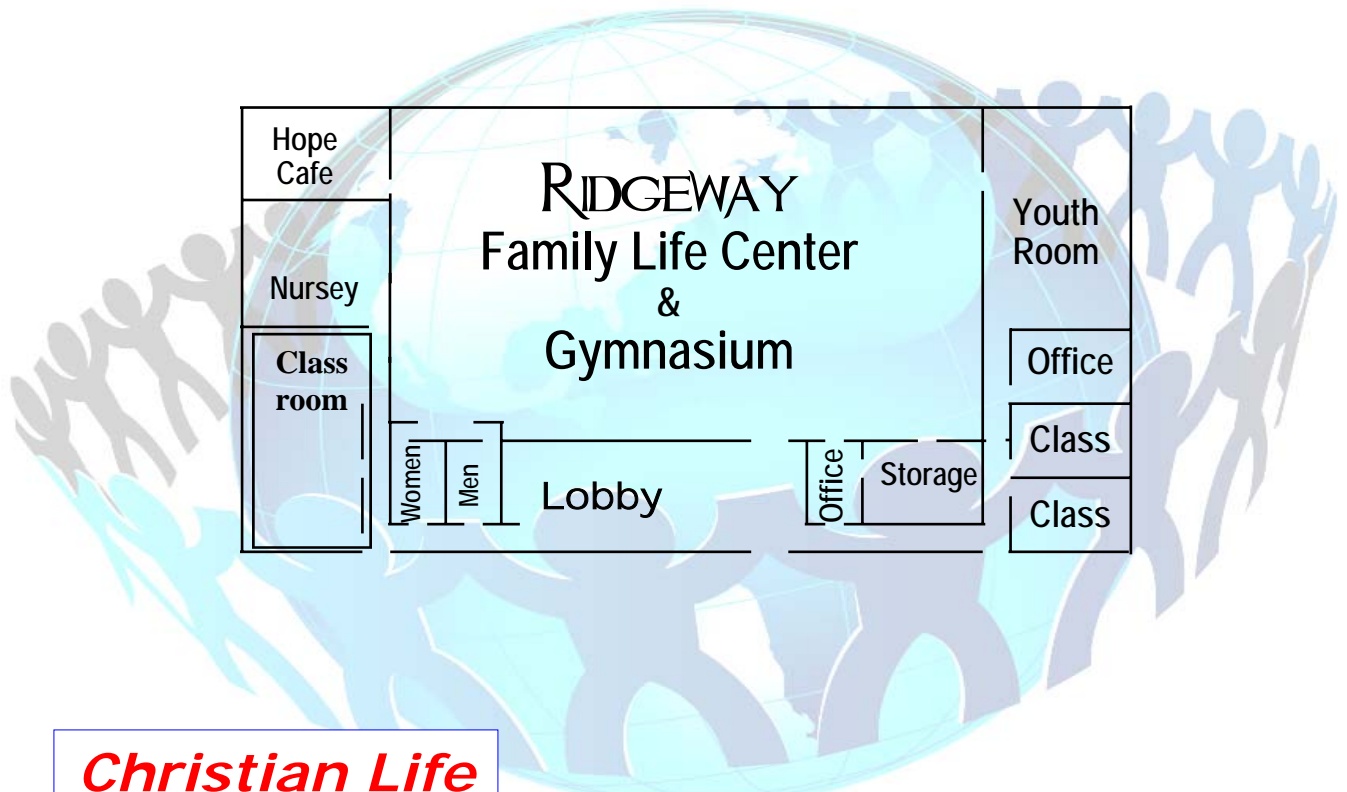 Hope
Cafe
RIDGEWAY
Family Life Center
&
Gymnasium
Youth
Room
Nursey
Class
room
Office
Class
Women
Men
Lobby
Office
Storage
Class
Christian Life